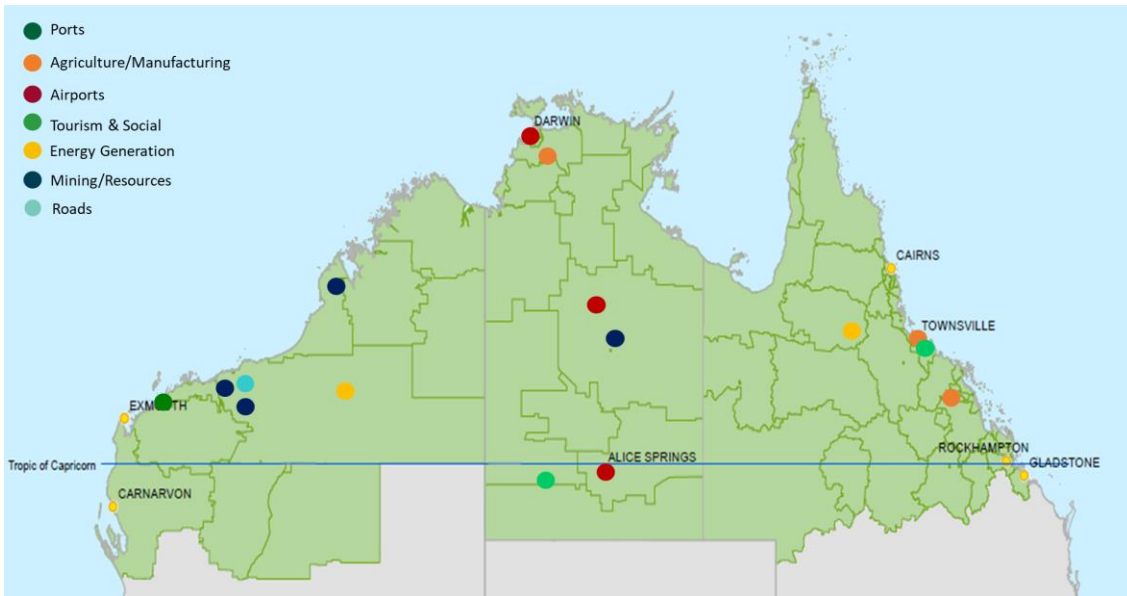 Ports
Agriculture/Manufacturing
Airports
Tourism & Social
Energy Generation
Mining/Resources
Roads
DARWIN
CAIRNS
TOWNSVILLE
EXMOUTH
ROCKHAMPTON
ALICE SPRINGS
Tropic of Capricorn
GLADSTONE
CARNARVON